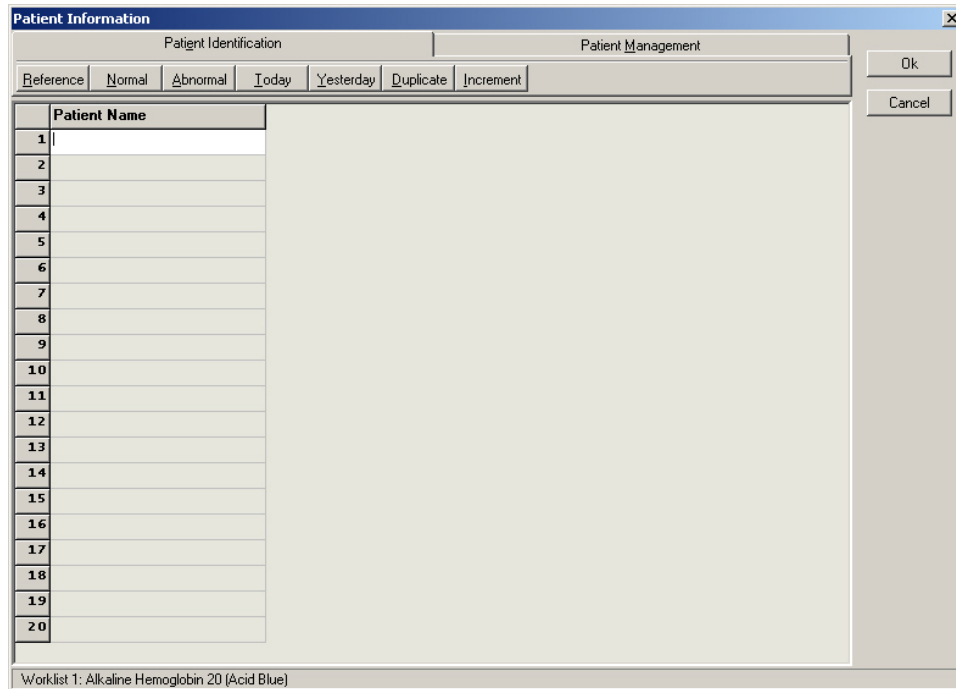 Patient Information
Patient Identification Patient Management
Ok
Reference Normal Abnormal Today Yesterday Duplicate Increment
Cancel
Patient Name
1
2
3
4
5
6
7
8
9
10
11
12
13
14
15
16
17
18
19
20
Worklist 1: Alkaline Hemoglobin 20 (Acid Blue)